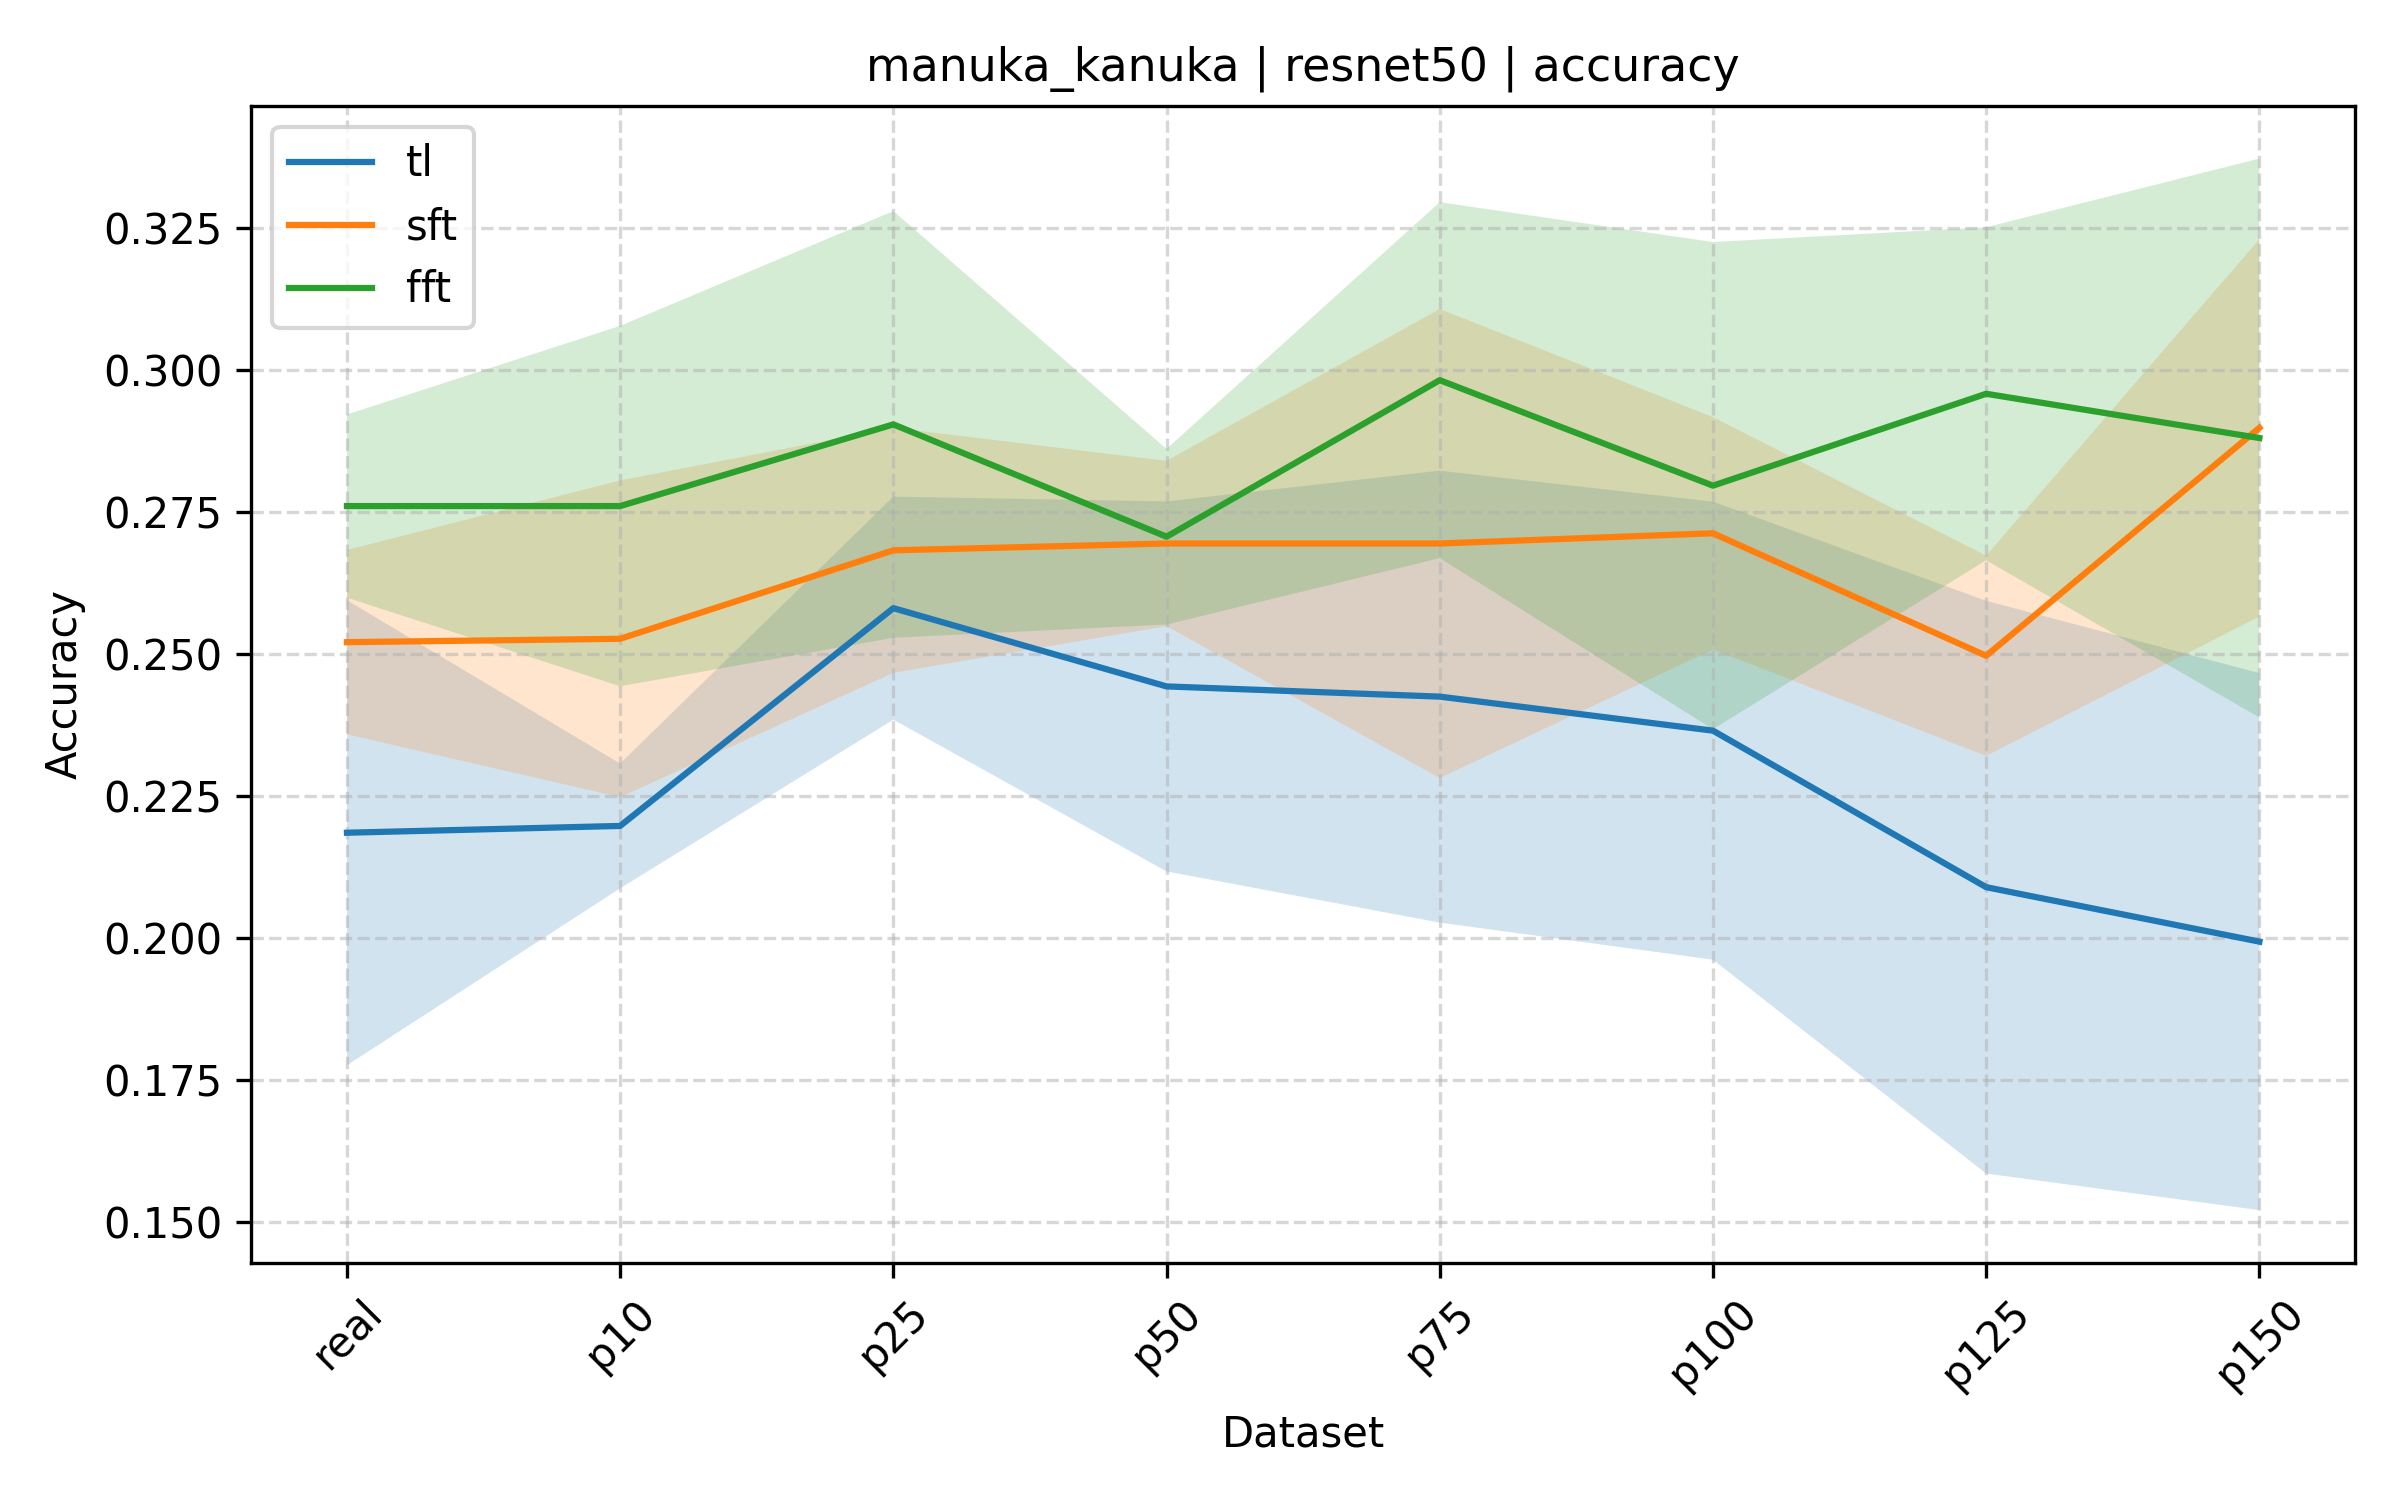 manuka_kanuka | resnet50 | accuracy
tl
sft
fft
0.325
0.300
0.275
0.250
0.225
0.200
0.175
0.150
Accuracy
real
p10
p25
p50
p75
p100
p125
p150
Dataset